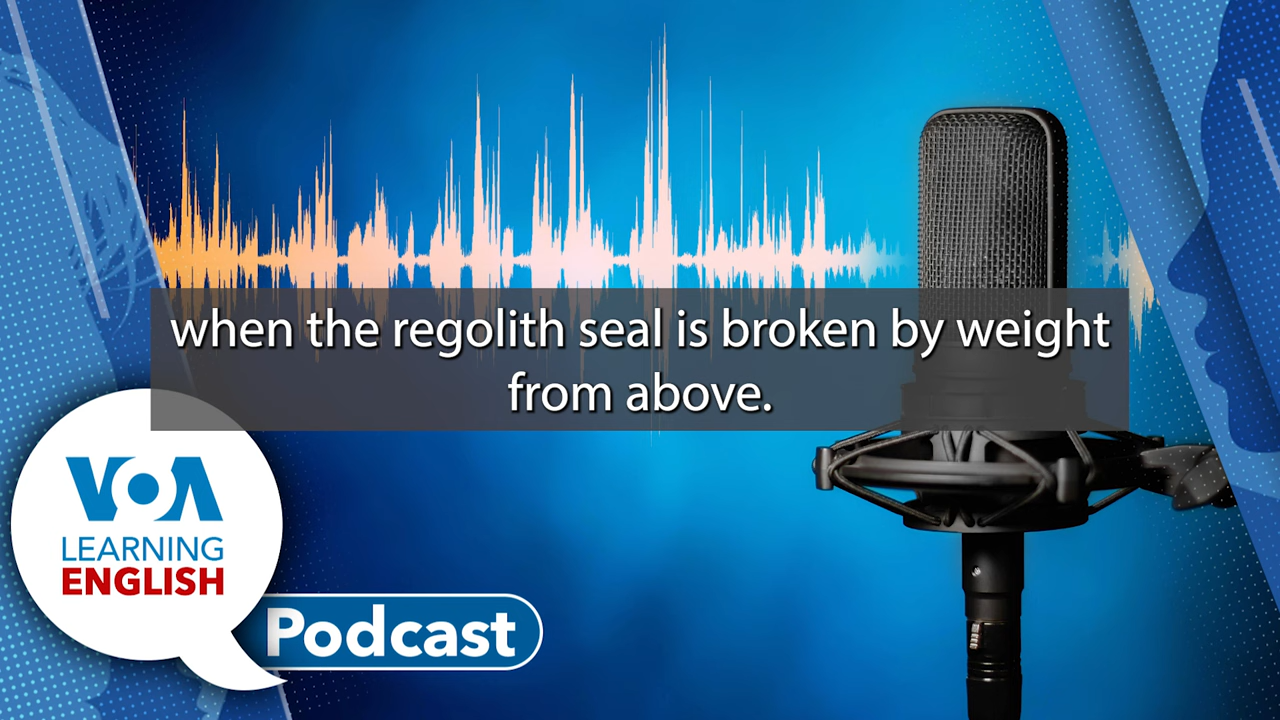 when the regolith seal is broken by weight
from above.
VOA
LEARNING
ENGLISH
Podcast